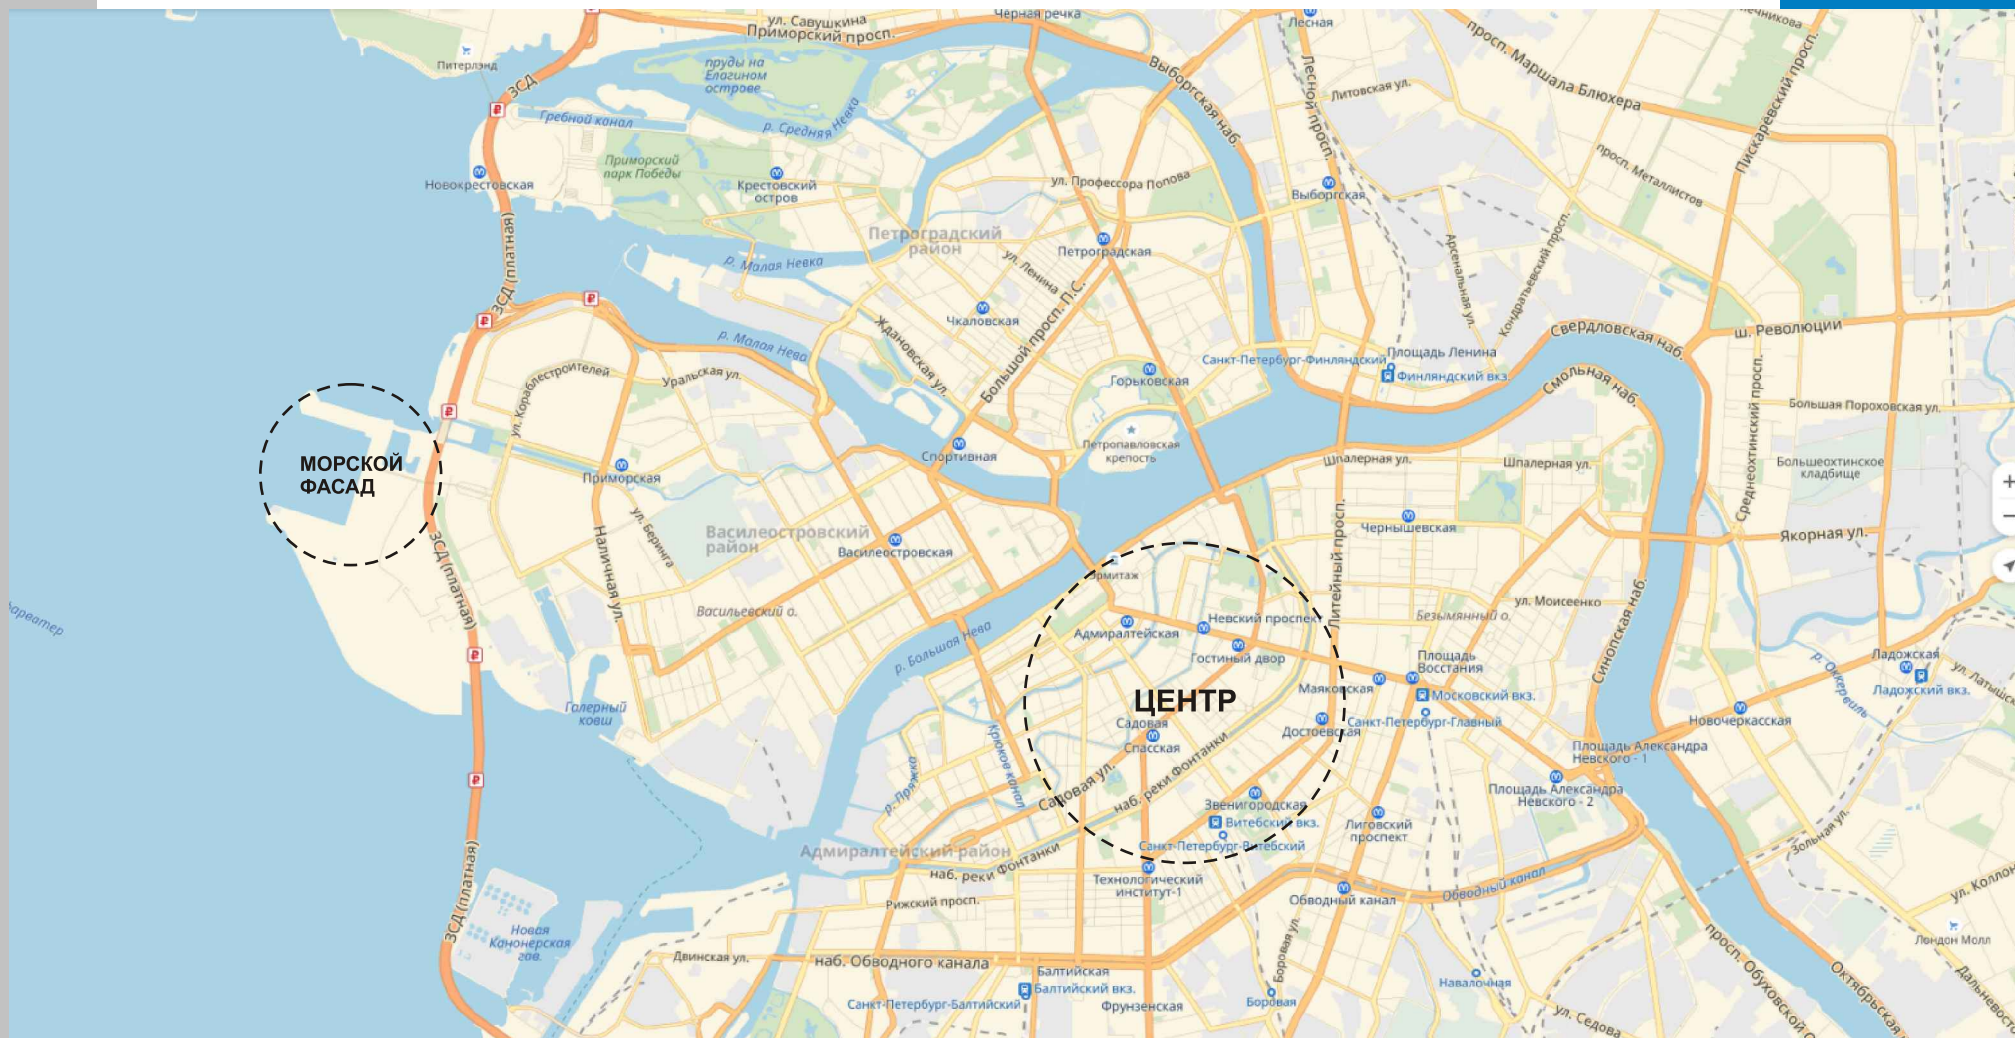 ул. Савушкина
Приморский просп.
Чёрная речка
Лесная
просп. Маршала Блюхера
Питерлэнд
ЗСД
пруды на
Елагином
острове
Выборгская наб.
Лесной просп.
Литовская ул.
Пискарёвский просп.
Гребной канал
р. Средняя Невка
Приморский
парк Победы
Новокрестовская
Крестовский
остров
ул. Профессора Попова
Выборгская
просп. Металлистов
Петроградский
район
Петроградская
ЗСД (платная)
р. Малая Невка
ул. Ленина
Арсенальная ул.
Кондратьевский просп.
Чкаловская
Ждановская ул.
Большой просп. П.С.
р. Малая Нева
Свердловская наб.
ш. Революции
Санкт-Петербург-Финляндский
Площадь Ленина
Финляндский вкз.
Горьковская
Смольная наб.
ул. Кораблестроителей
Уральская ул.
Большая Пороховская ул.
МОРСКОЙ
ФАСАД
Приморская
Спортивная
Петропавловская
крепость
Шпалерная ул.
Шпалерная ул.
Большеохтинское
кладбище
Среднеохтинский просп.
ул. Беринга
Наличная ул.
Василеостровский
район
Василеостровская
Чернышевская
Якорная ул.
ЗСД (платная)
Эрмитаж
Литейный просп.
Васильевский о.
Безымянный о.
ул. Моисеенко
Синопская наб.
Адмиралтейская
Невский проспект
Гостиный двор
р. Большая Нева
Площадь
Восстания
Маяковская
Московский вкз.
Санкт-Петербург-Главный
Ладожская
Ладожский вкз.
р. Оккервиль
Новочеркасская
ЦЕНТР
Галерный
ковш
Крюков канал
Садовая
Спасская
Достоевская
Площадь Александра
Невского - 1
р. Пряжка
Садовая ул.
наб. реки Фонтанки
Звенигородская
Витебский вкз.
Санкт-Петербург-Витебский
Лиговский
проспект
Площадь Александра
Невского - 2
Зольная ул.
Адмиралтейский район
наб. реки Фонтанки
Технологический
институт-1
Обводный канал
Обводный канал
Рижский просп.
ЗСД (платная)
Новая
Канонерская
гав.
Двинская ул.
наб. Обводного канала
Балтийская
Балтийский вкз.
Санкт-Петербург-Балтийский
Фрунзенская
Боровая ул.
Боровая
Навалочная
ул. Седова
просп. Обуховской
Октябрьская
Лондон Молл